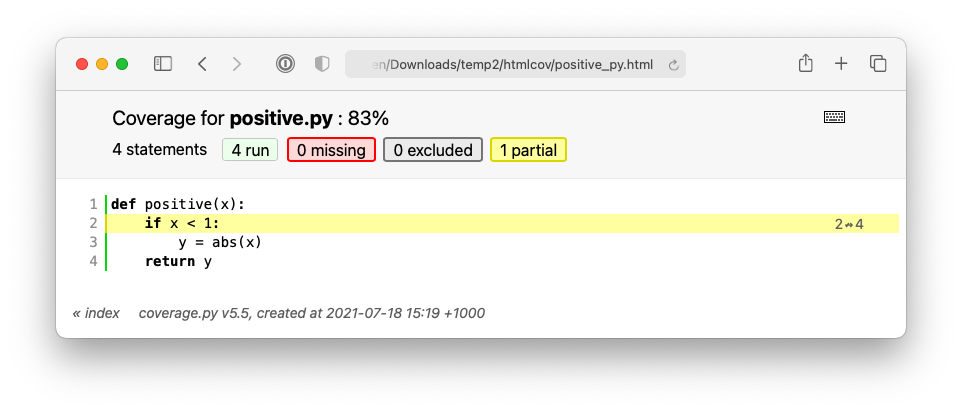 en/Downloads/temp2/htmlcov/positive_py.html
Coverage for positive.py : 83%
4 statements 4 run 0 missing 0 excluded 1 partial
1 def positive(x):
2 if x < 1: 2↛4
3 y = abs(x)
4 return y
« index coverage.py v5.5, created at 2021-07-18 15:19 +1000